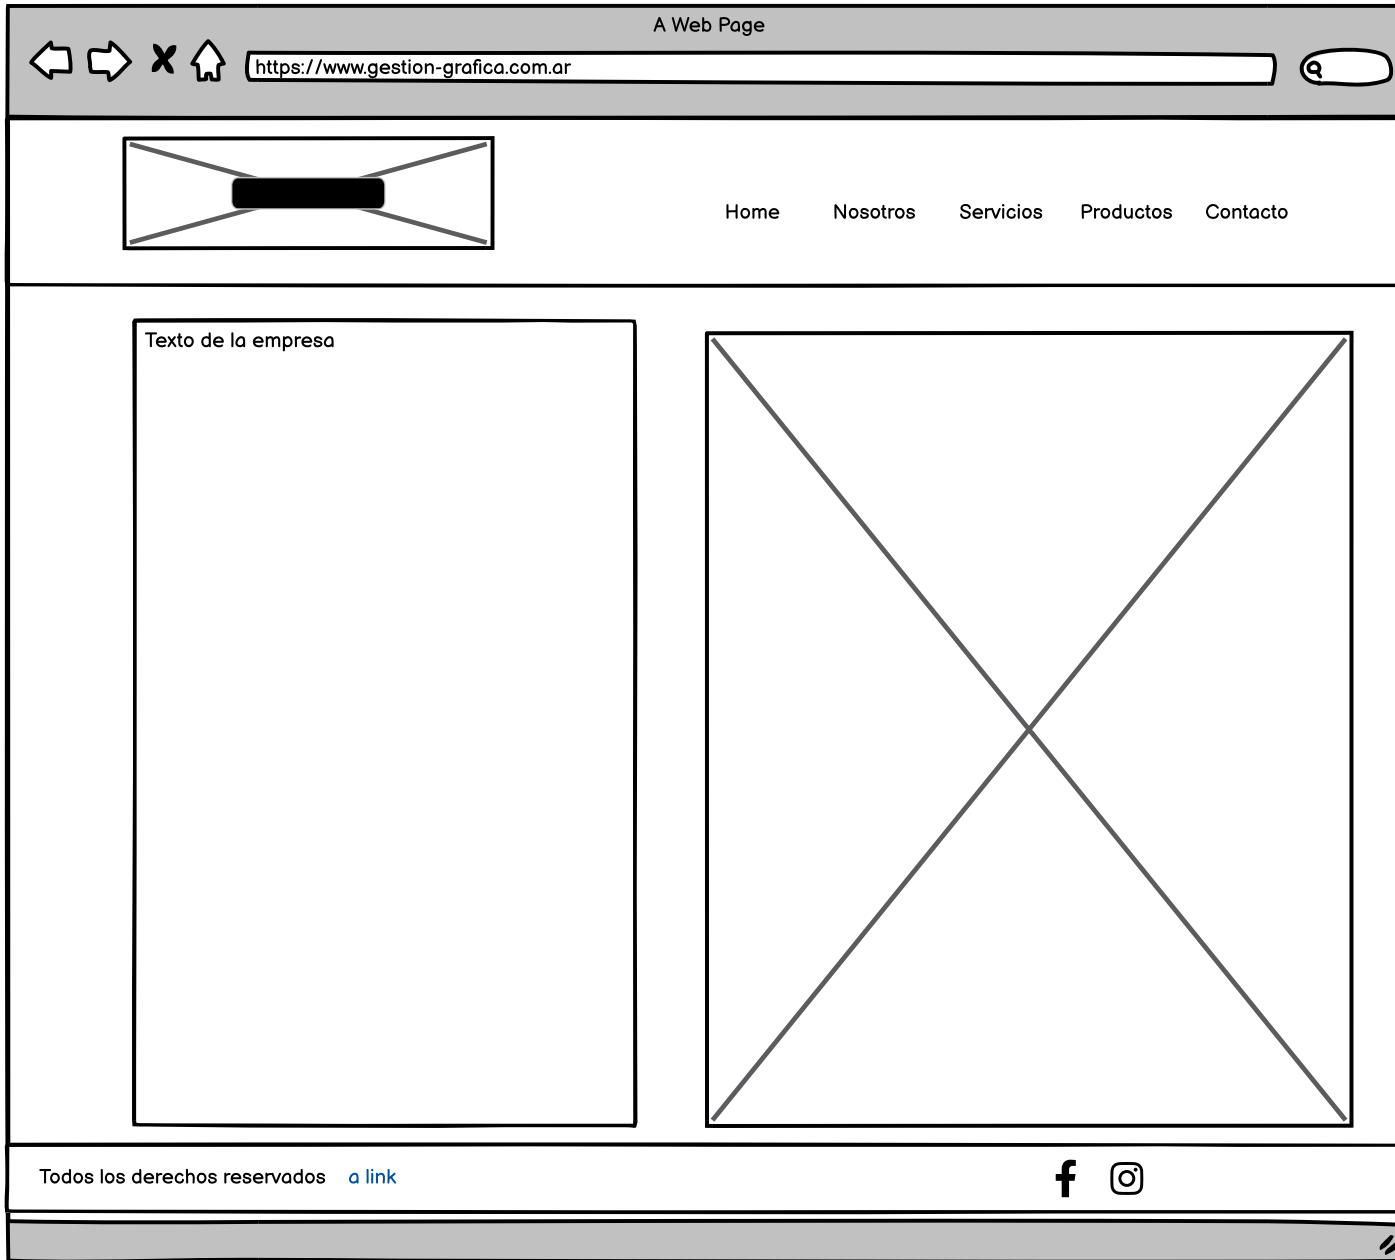 A Web Page
https://www.gestion-grafica.com.ar
Home Nosotros Servicios Productos Contacto
Texto de la empresa
Todos los derechos reservados a link